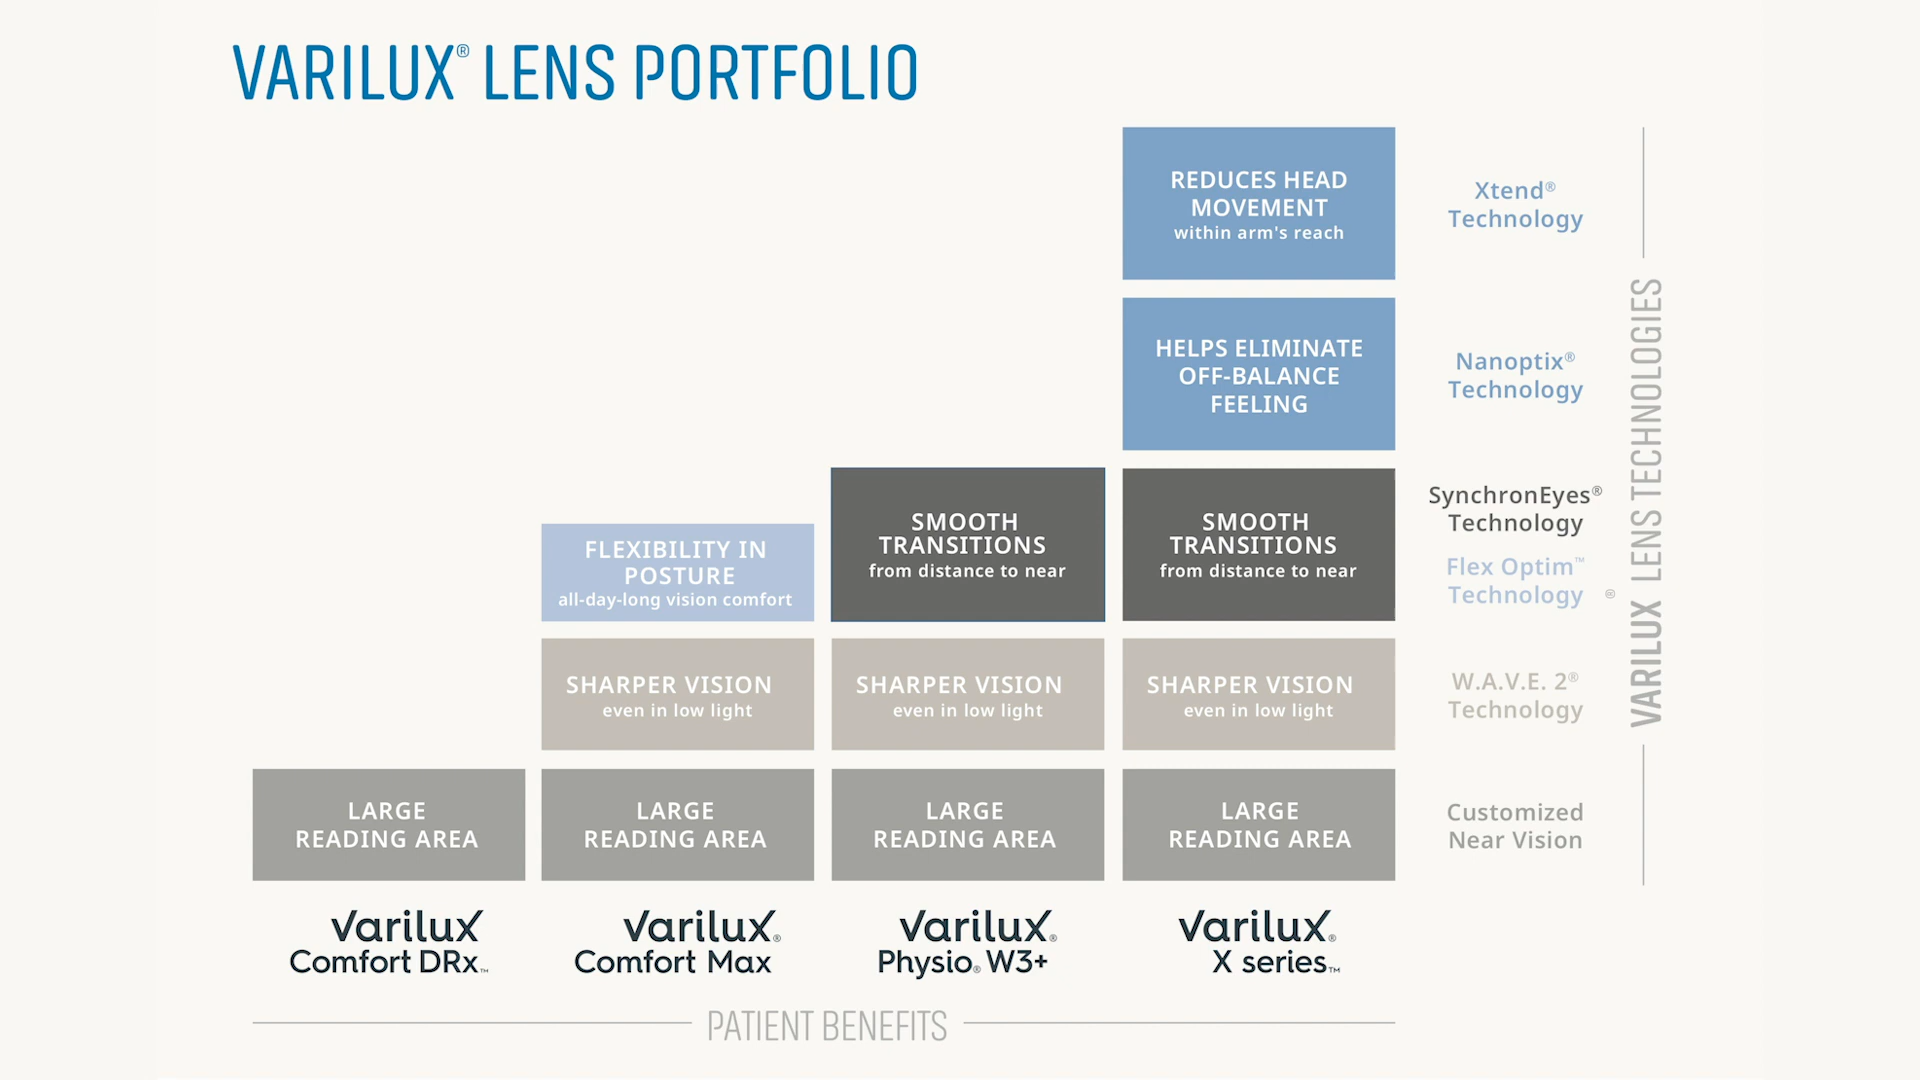 VARILUX® LENS PORTFOLIO
REDUCES HEAD
MOVEMENT
within arm's reach
Xtend®
Technology
HELPS ELIMINATE
OFF-BALANCE
FEELING
Nanoptix®
Technology
FLEXIBILITY IN
POSTURE
all-day-long vision comfort
SMOOTH
TRANSITIONS
from distance to near
SMOOTH
TRANSITIONS
from distance to near
SynchronEyes®
Technology
Flex Optim™
Technology
SHARPER VISION
even in low light
SHARPER VISION
even in low light
SHARPER VISION
even in low light
W.A.V.E. 2®
Technology
LARGE
READING AREA
LARGE
READING AREA
LARGE
READING AREA
LARGE
READING AREA
Customized
Near Vision
VARILUX® LENS TECHNOLOGIES
Varilux
Comfort DRx™
Varilux®
Comfort Max
Varilux®
Physio® W3+
Varilux®
X series™
PATIENT BENEFITS